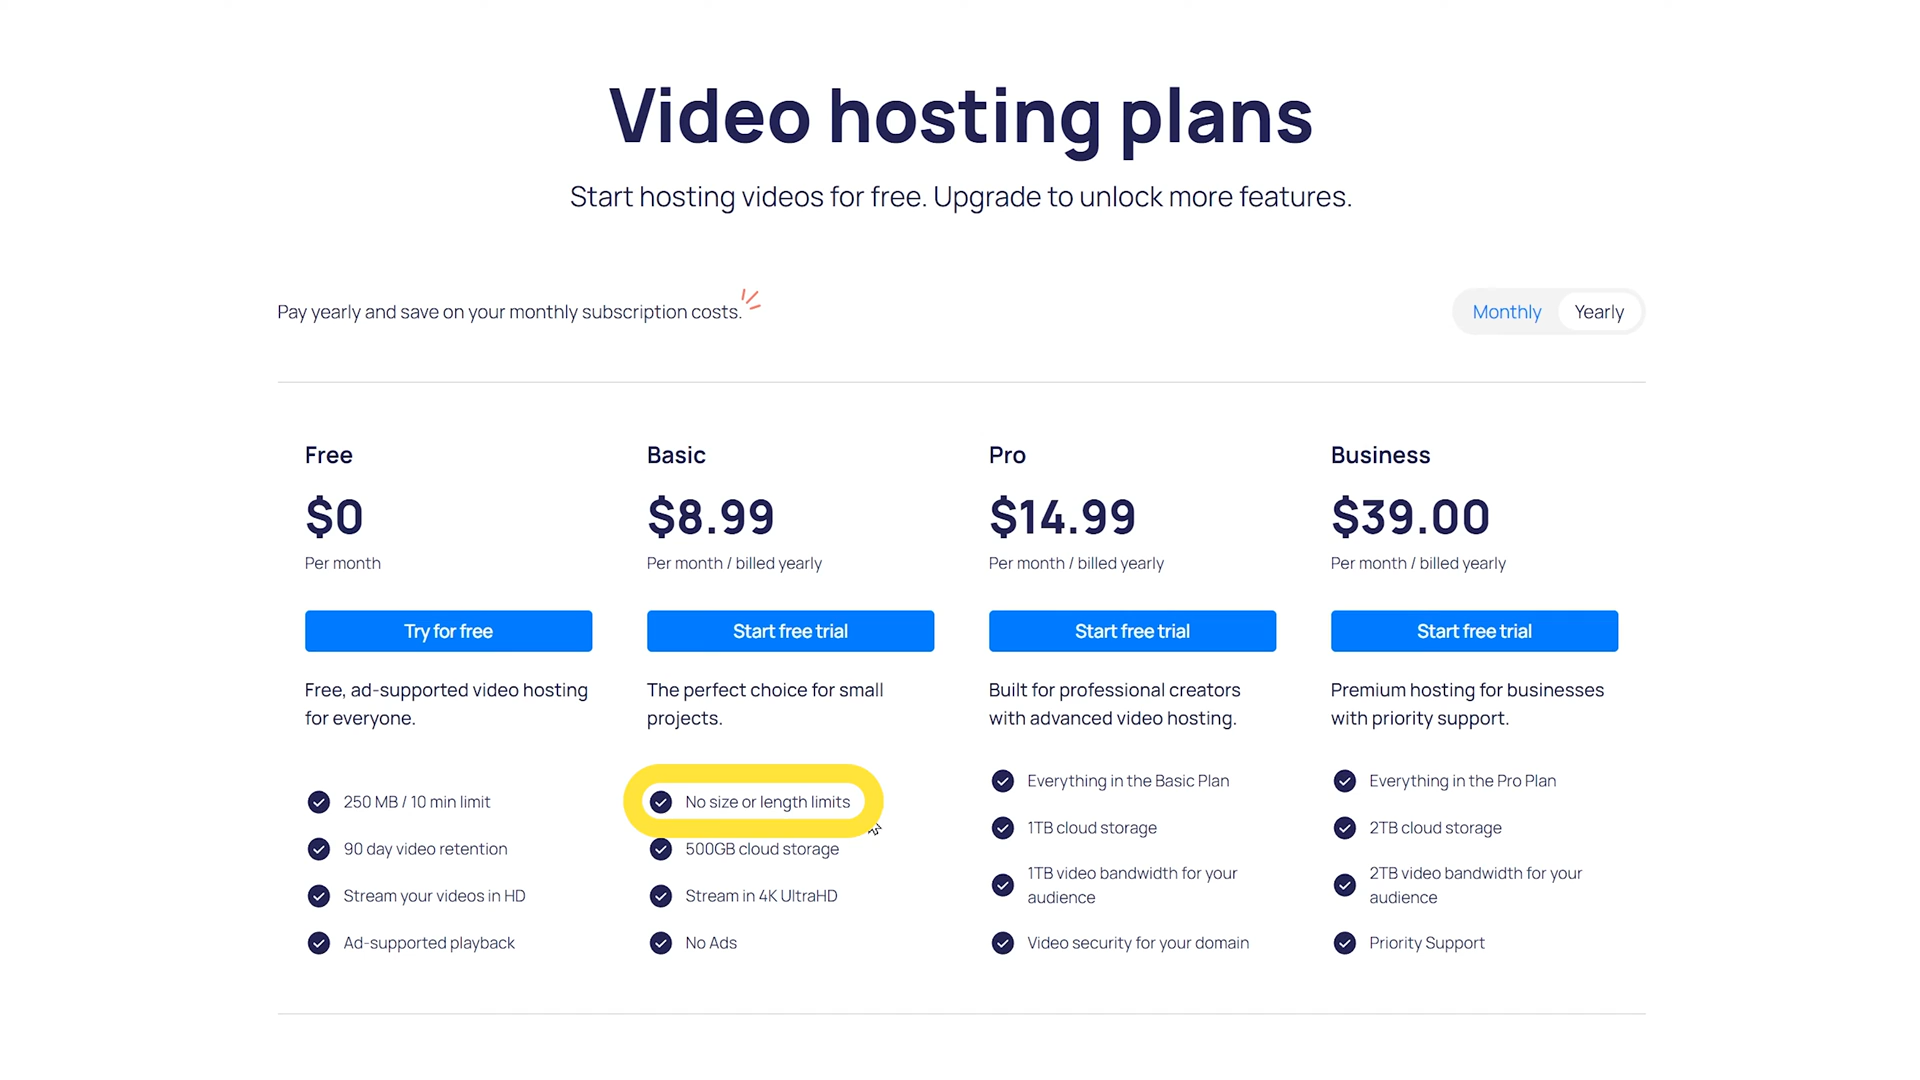 Video hosting plans
Start hosting videos for free. Upgrade to unlock more features.
Pay yearly and save on your monthly subscription costs.
Monthly
Yearly
Free
$0
Per month
Try for free
Free, ad-supported video hosting
for everyone.
250 MB / 10 min limit
90 day video retention
Stream your videos in HD
Ad-supported playback
Basic
$8.99
Per month / billed yearly
Start free trial
The perfect choice for small
projects.
No size or length limits
500GB cloud storage
Stream in 4K UltraHD
No Ads
Pro
$14.99
Per month / billed yearly
Start free trial
Built for professional creators
with advanced video hosting.
Everything in the Basic Plan
1TB cloud storage
1TB video bandwidth for your
audience
Video security for your domain
Business
$39.00
Per month / billed yearly
Start free trial
Premium hosting for businesses
with priority support.
Everything in the Pro Plan
2TB cloud storage
2TB video bandwidth for your
audience
Priority Support